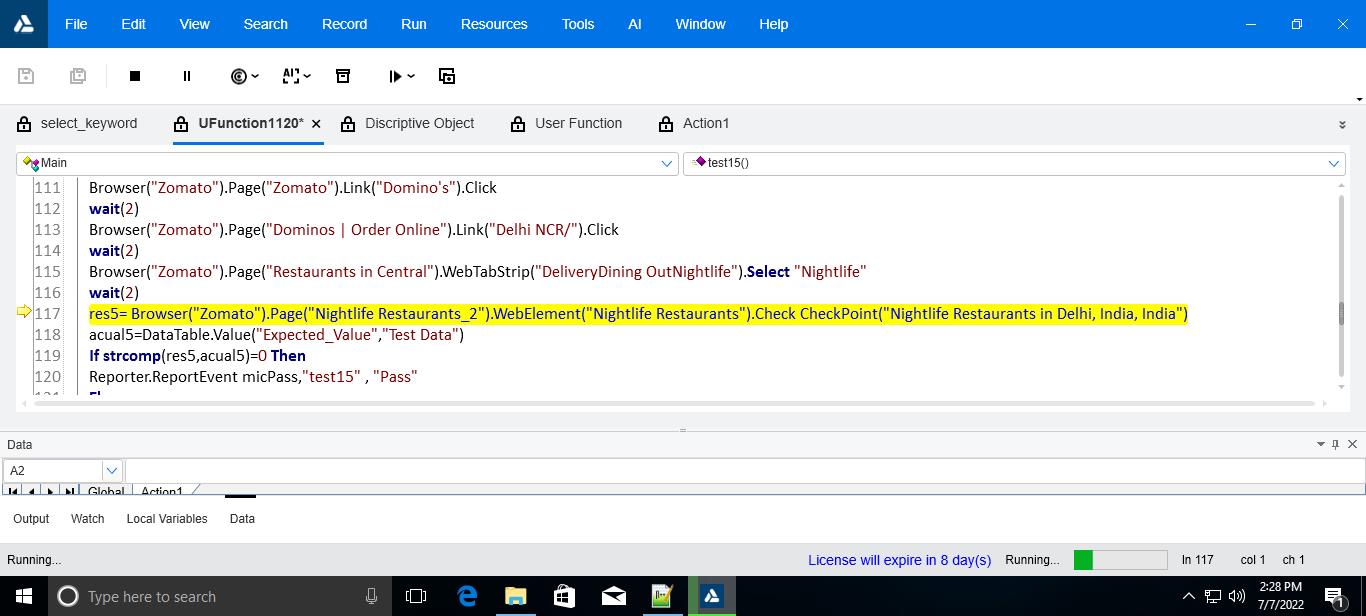 File Edit View Search Record Run Resources Tools AI Window Help
select_keyword UFunction1120* Discriptive Object User Function Action1
Main test15()
111 Browser("Zomato").Page("Zomato").Link("Domino's").Click
112 wait(2)
113 Browser("Zomato").Page("Dominos | Order Online").Link("Delhi NCR/").Click
114 wait(2)
115 Browser("Zomato").Page("Restaurants in Central").WebTabStrip("DeliveryDining OutNightlife").Select "Nightlife"
116 wait(2)
117 res5= Browser("Zomato").Page("Nightlife Restaurants_2").WebElement("Nightlife Restaurants").Check CheckPoint("Nightlife Restaurants in Delhi, India, India")
118 acual5=DataTable.Value("Expected_Value","Test Data")
119 If strcomp(res5,acual5)=0 Then
120 Reporter.ReportEvent micPass,"test15" , "Pass"
Data
A2
Global Action1
Output Watch Local Variables Data
Running... License will expire in 8 day(s) Running... ln 117 col 1 ch 1
Type here to search
2:28 PM
7/7/2022
1